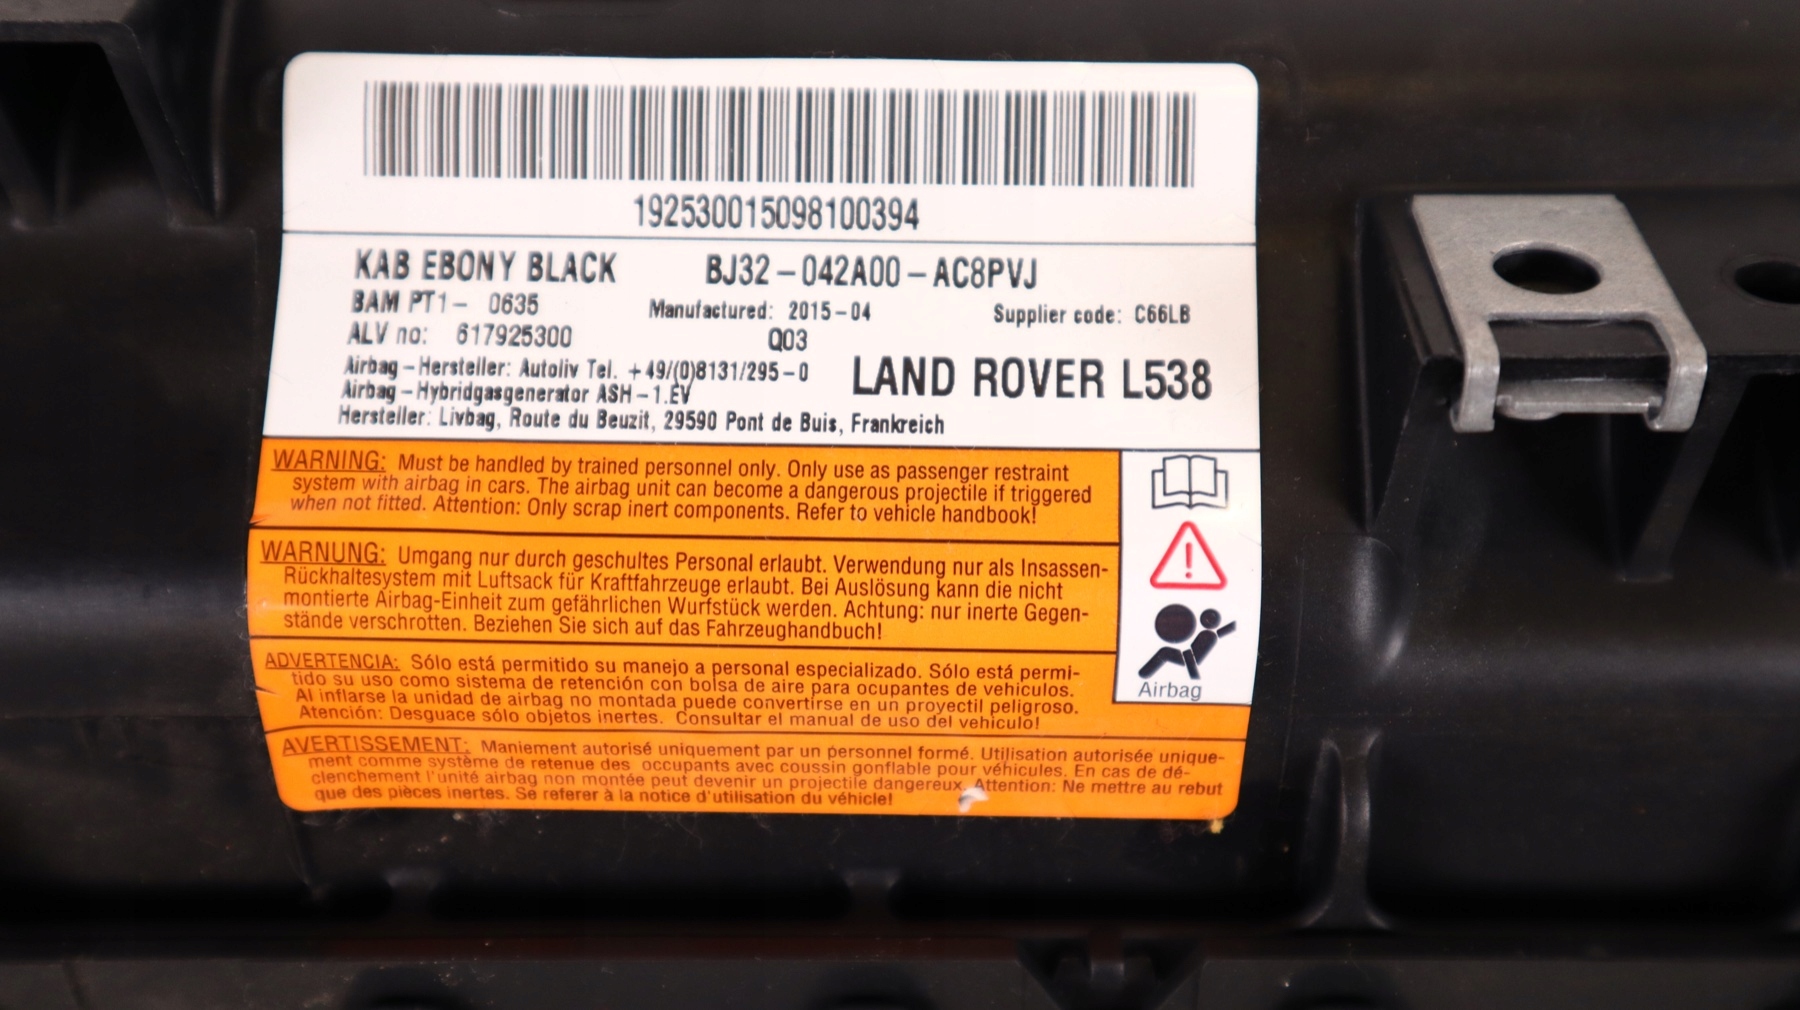 192530015098100394
KAB EBONY BLACK BJ32-042A00-AC8PVJ
BAM PT1- 0635 Manufactured: 2015-04 Supplier code: C66LB
ALV no: 617925300 Q03
Airbag-Hersteller: Autoliv Tel. +49/(0)8131/295-0 LAND ROVER L538
Airbag-Hybridgasgenerator ASH-1.EV
Hersteller: Livbag, Route du Beuzit, 29590 Pont de Buis, Frankreich
WARNING: Must be handled by trained personnel only. Only use as passenger restraint
system with airbag in cars. The airbag unit can become a dangerous projectile if triggered
when not fitted. Attention: Only scrap inert components. Refer to vehicle handbook!
WARNUNG: Umgang nur durch geschultes Personal erlaubt. Verwendung nur als Insassen-
Rückhaltesystem mit Luftsack für Kraftfahrzeuge erlaubt. Bei Auslösung kann die nicht
montierte Airbag-Einheit zum gefährlichen Wurfstück werden. Achtung: nur inerte Gegen-
stände verschrotten. Beziehen Sie sich auf das Fahrzeughandbuch!
ADVERTENCIA: Sólo está permitido su manejo a personal especializado. Sólo está permi-
tido su uso como sistema de retención con bolsa de aire para ocupantes de vehículos.
Al inflarse la unidad de airbag no montada puede convertirse en un proyectil peligroso.
Atención: Desguace sólo objetos inertes. Consultar el manual de uso del vehículo!
Airbag
AVERTISSEMENT: Maniement autorisé uniquement par un personnel formé. Utilisation autorisée unique-
ment comme système de retenue des occupants avec coussin gonflable pour véhicules. En cas de dé-
clenchement l'unité airbag non montée peut devenir un projectile dangereux. Attention: Ne mettre au rebut
que des pièces inertes. Se referer à la notice d'utilisation du véhicle!